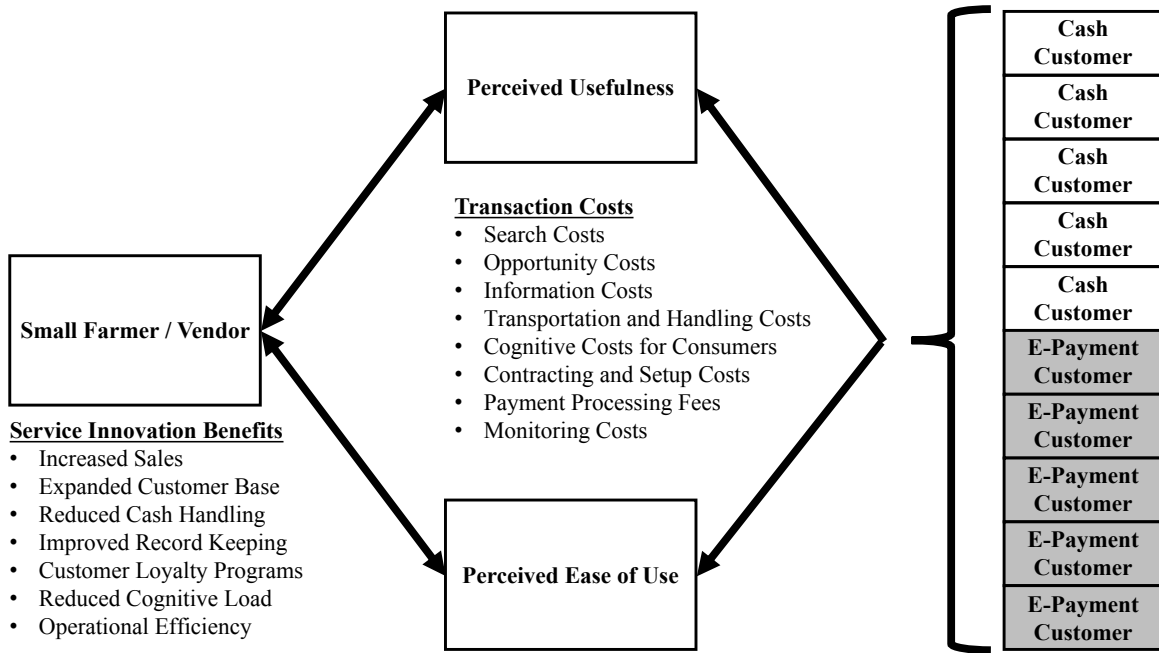 Perceived Usefulness
Transaction Costs
• Search Costs
• Opportunity Costs
• Information Costs
• Transportation and Handling Costs
• Cognitive Costs for Consumers
• Contracting and Setup Costs
• Payment Processing Fees
• Monitoring Costs
Small Farmer / Vendor
Service Innovation Benefits
• Increased Sales
• Expanded Customer Base
• Reduced Cash Handling
• Improved Record Keeping
• Customer Loyalty Programs
• Reduced Cognitive Load
• Operational Efficiency
Perceived Ease of Use
Cash
Customer
Cash
Customer
Cash
Customer
Cash
Customer
Cash
Customer
E-Payment
Customer
E-Payment
Customer
E-Payment
Customer
E-Payment
Customer
E-Payment
Customer